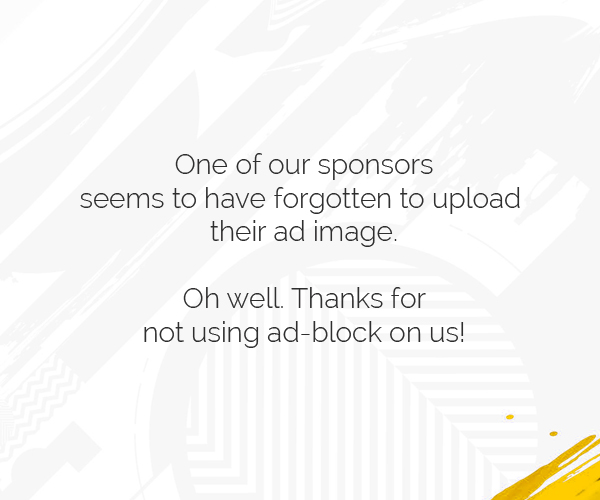 One of our sponsors
seems to have forgotten to upload
their ad image.
Oh well. Thanks for
not using ad-block on us!